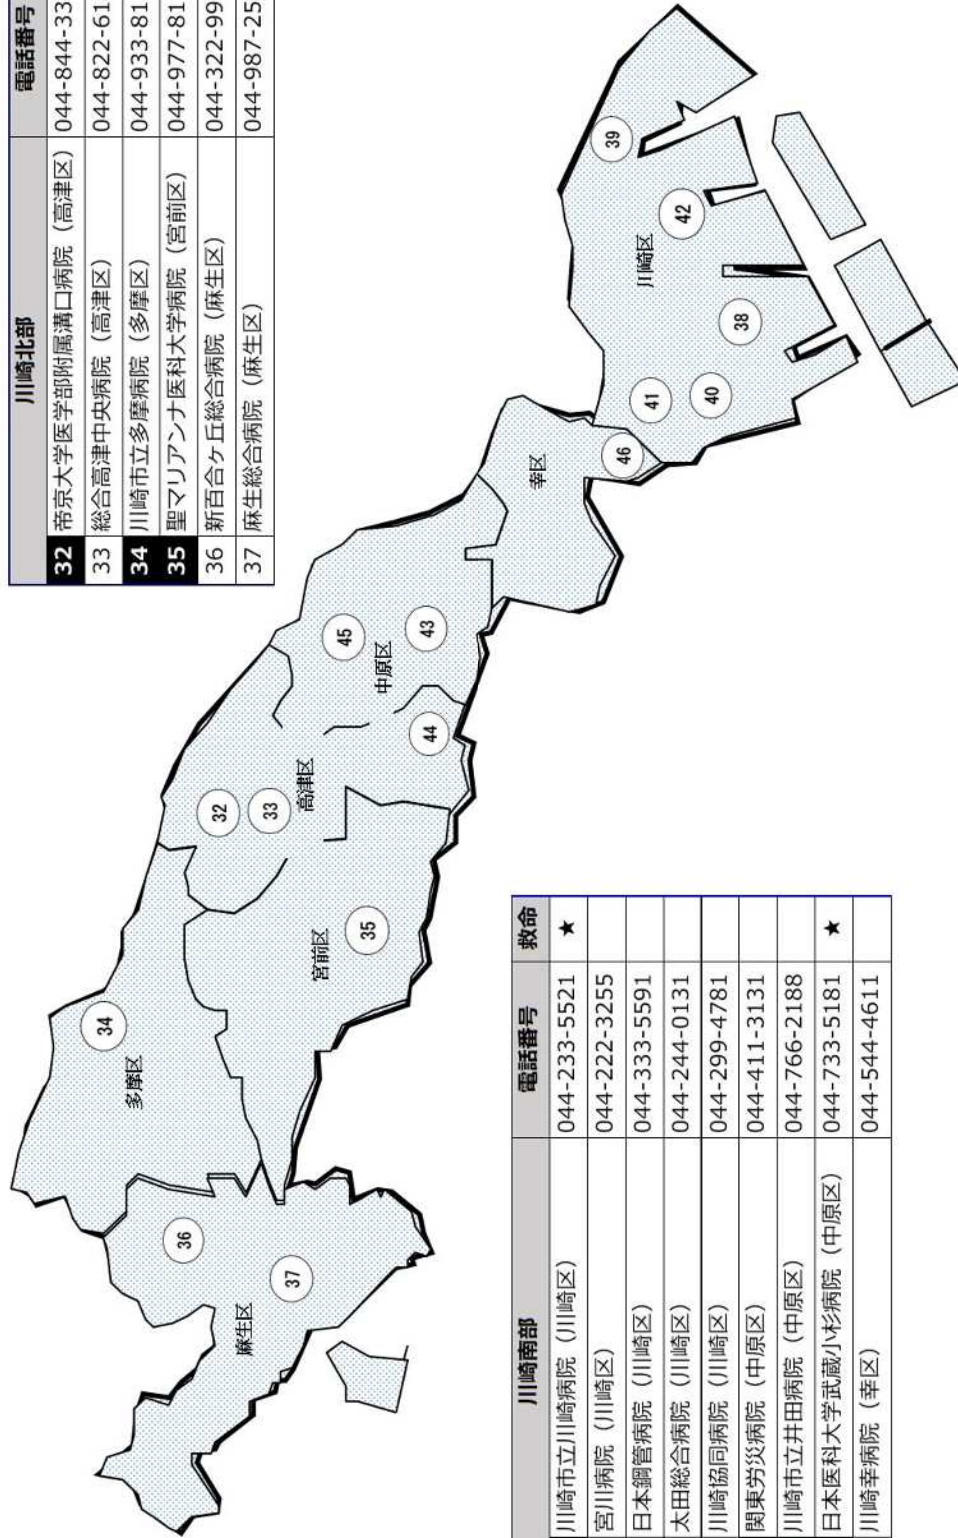 川崎北部 電話番号
32 帝京大学医学部附属溝口病院（高津区） 044-844-33
33 総合高津中央病院（高津区） 044-822-61
34 川崎市立多摩病院（多摩区） 044-933-81
35 聖マリアンナ医科大学病院（宮前区） 044-977-81
36 新百合ヶ丘総合病院（麻生区） 044-322-99
37 麻生総合病院（麻生区） 044-987-25
34
多摩区
36
37
麻生区
32
33
高津区
35
宮前区
45
43
中原区
44
幸区
46
39
42
川崎区
38
41
40
川崎南部 電話番号 救命
川崎市立川崎病院（川崎区） 044-233-5521 ★
宮川病院（川崎区） 044-222-3255
日本鋼管病院（川崎区） 044-333-5591
太田総合病院（川崎区） 044-244-0131
川崎協同病院（川崎区） 044-299-4781
関東労災病院（中原区） 044-411-3131
川崎市立井田病院（中原区） 044-766-2188
日本医科大学武蔵小杉病院（中原区） 044-733-5181 ★
川崎幸病院（幸区） 044-544-4611